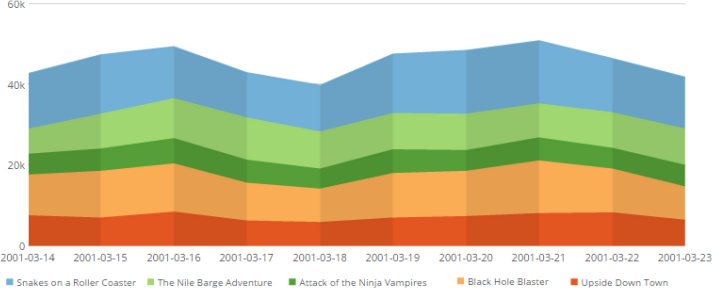 60k
40k
20k
0
2001-03-14 2001-03-15 2001-03-16 2001-03-17 2001-03-18 2001-03-19 2001-03-20 2001-03-21 2001-03-22 2001-03-23
Snakes on a Roller Coaster The Nile Barge Adventure Attack of the Ninja Vampires Black Hole Blaster Upside Down Town